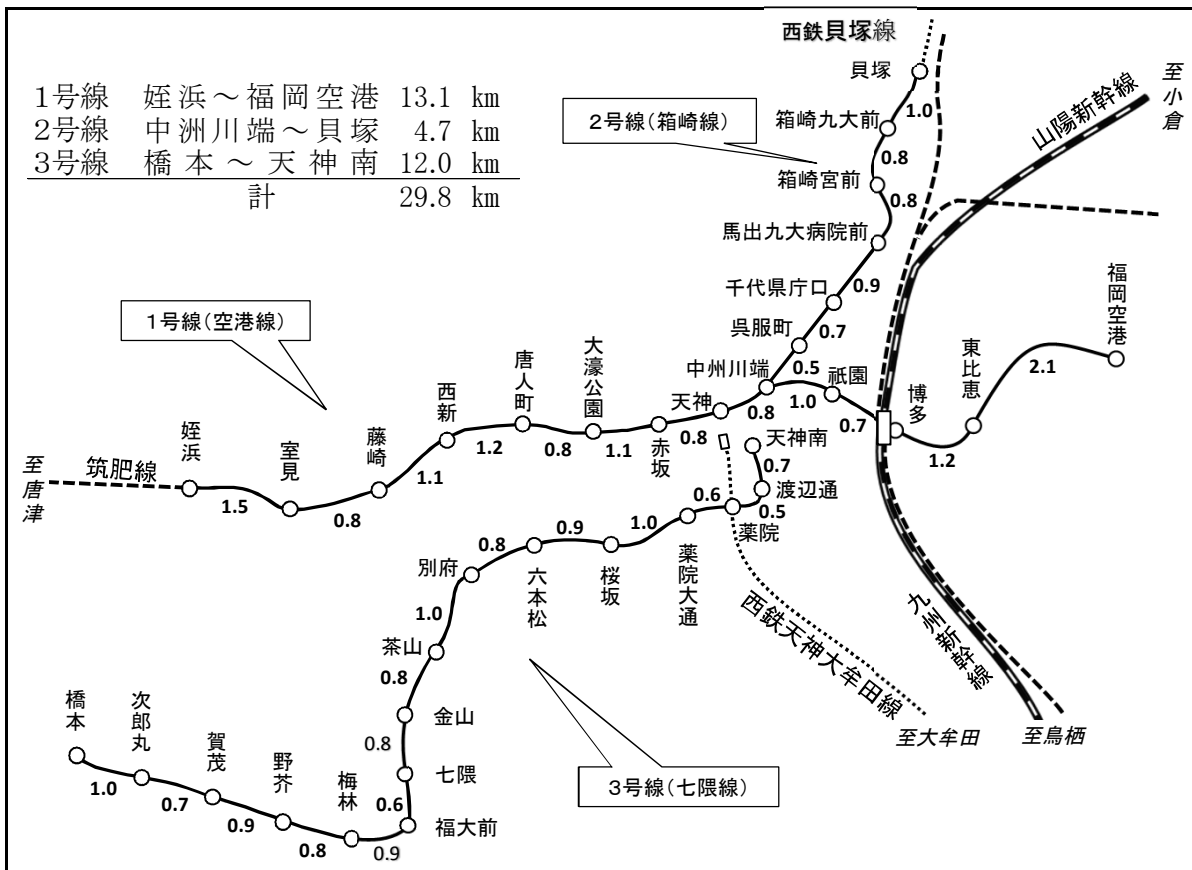 西鉄貝塚線
1号線 姪浜～福岡空港 13.1 km
2号線 中洲川端～貝塚 4.7 km
3号線 橋本～天神南 12.0 km
計 29.8 km
2号線(箱崎線)
貝塚
1.0
箱崎九大前
0.8
箱崎宮前
0.8
馬出九大病院前
0.9
千代県庁口
0.7
呉服町
0.5
中州川端
至小倉
山陽新幹線
1号線(空港線)
至唐津
筑肥線
姪浜
1.5
室見
0.8
藤崎
1.1
西新
1.2
唐人町
0.8
大濠公園
1.1
赤坂
0.8
天神
0.8
1.0
祇園
0.7
博多
1.2
東比恵
2.1
福岡空港
天神南
0.7
渡辺通
0.5
薬院
0.6
薬院大通
1.0
桜坂
0.9
六本松
0.8
別府
1.0
茶山
0.8
金山
0.8
七隈
0.6
福大前
0.9
梅林
0.8
野芥
0.9
賀茂
0.7
次郎丸
1.0
橋本
3号線(七隈線)
西鉄天神大牟田線
至大牟田
九州新幹線
至鳥栖